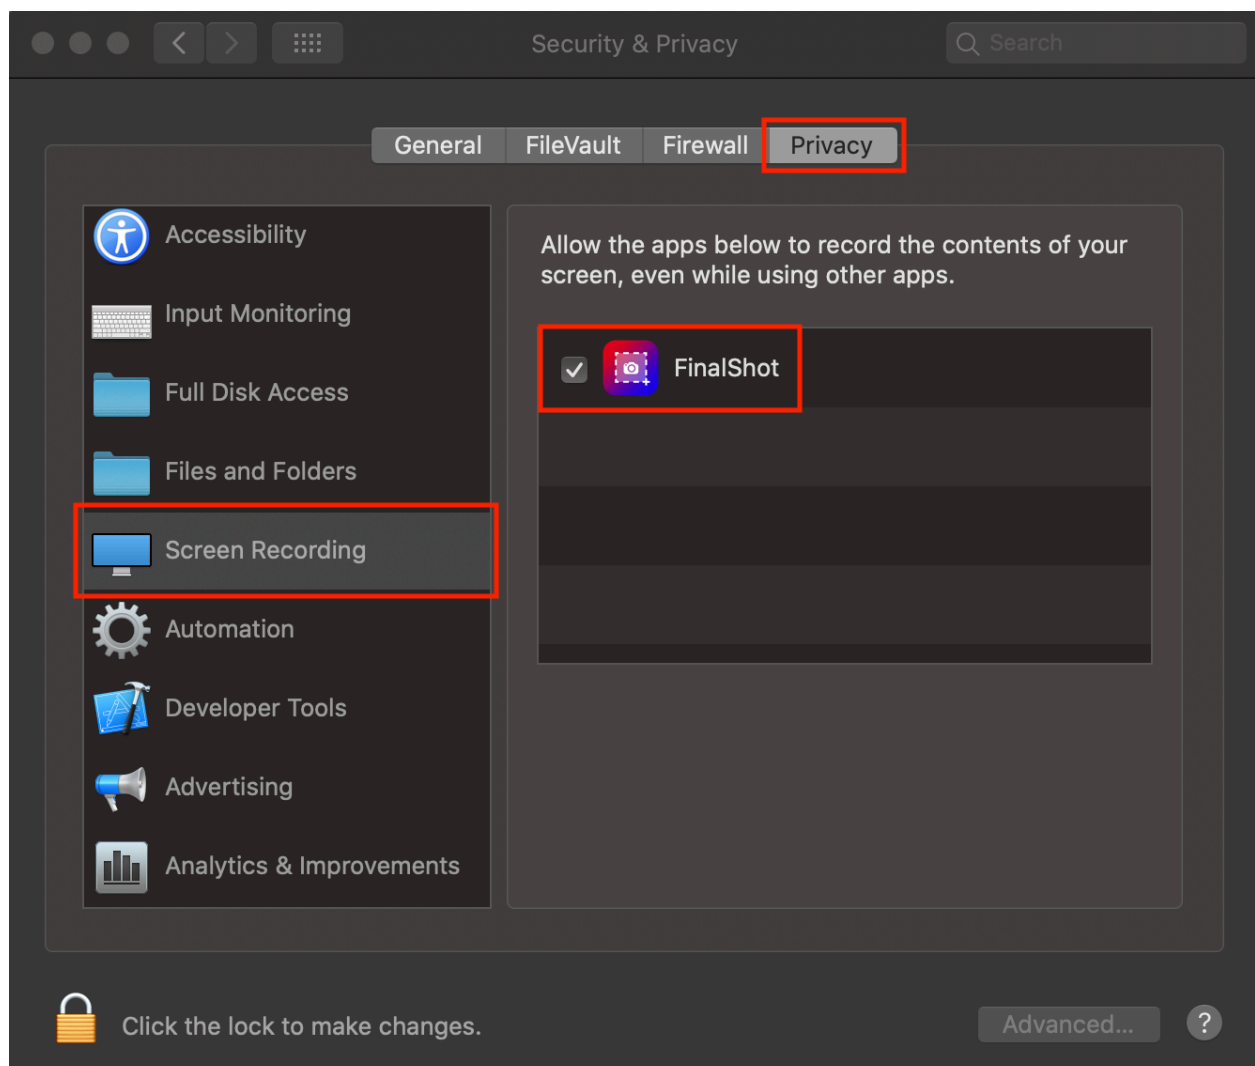 Security & Privacy
Search
General
FileVault
Firewall
Privacy
Accessibility
Input Monitoring
Full Disk Access
Files and Folders
Screen Recording
Automation
Developer Tools
Advertising
Analytics & Improvements
Allow the apps below to record the contents of your
screen, even while using other apps.
FinalShot
Click the lock to make changes.
Advanced...
?